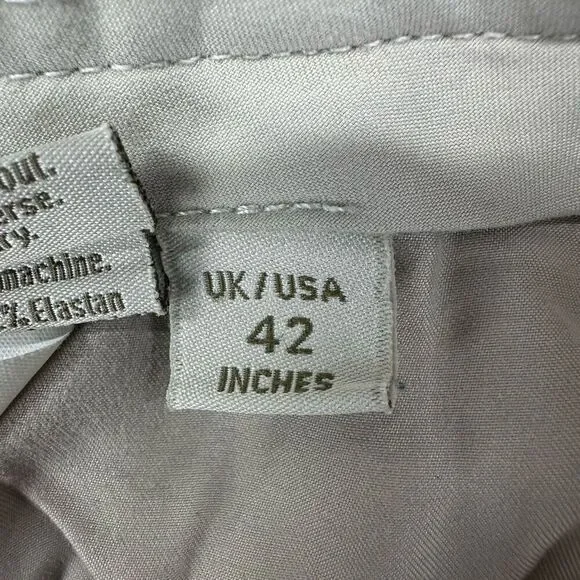 out.
erse.
ry.
machine.
% Elastan
UK/USA
42
INCHES